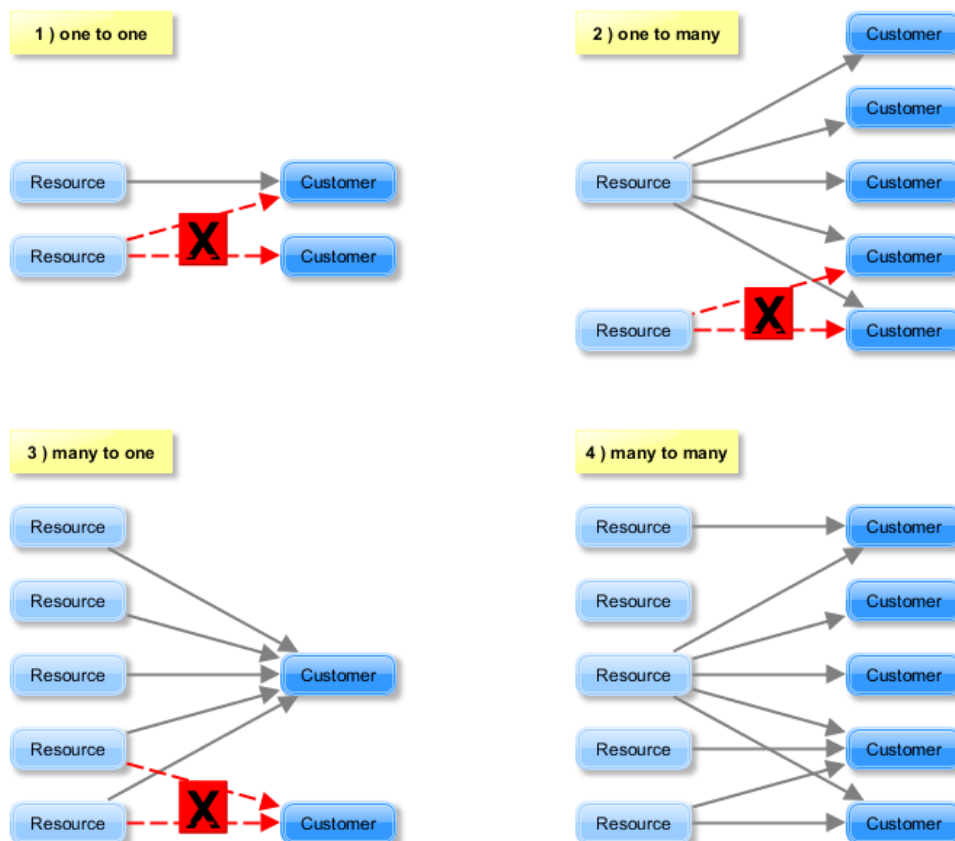 1 ) one to one
Resource
Customer
Resource
X
Customer
2 ) one to many
Customer
Customer
Resource
Customer
Customer
X
Resource
Customer
3 ) many to one
Resource
Resource
Resource
Customer
Resource
X
Resource
Customer
4 ) many to many
Resource
Customer
Resource
Customer
Resource
Customer
Resource
Customer
Resource
Customer